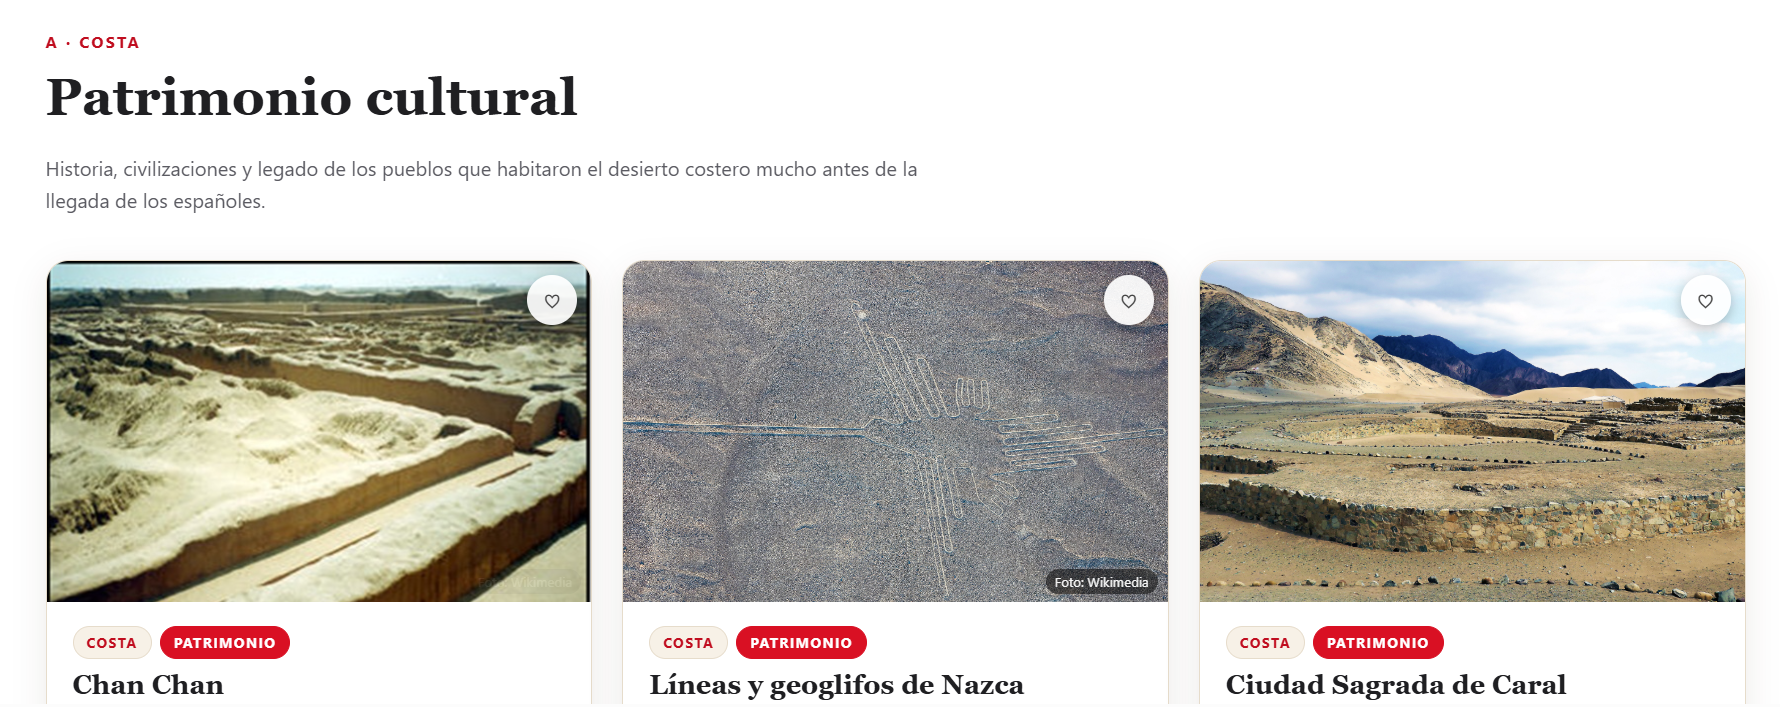 A · COSTA
Patrimonio cultural
Historia, civilizaciones y legado de los pueblos que habitaron el desierto costero mucho antes de la
llegada de los españoles.
Foto: Wikimedia
Foto: Wikimedia
COSTA PATRIMONIO
Chan Chan
COSTA PATRIMONIO
Líneas y geoglifos de Nazca
COSTA PATRIMONIO
Ciudad Sagrada de Caral